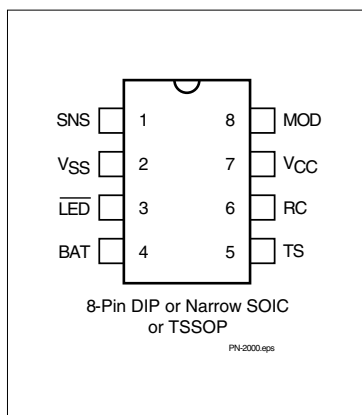 SNS 1 8 MOD
VSS 2 7 VCC
LED 3 6 RC
BAT 4 5 TS
8-Pin DIP or Narrow SOIC
or TSSOP
PN-2000.eps